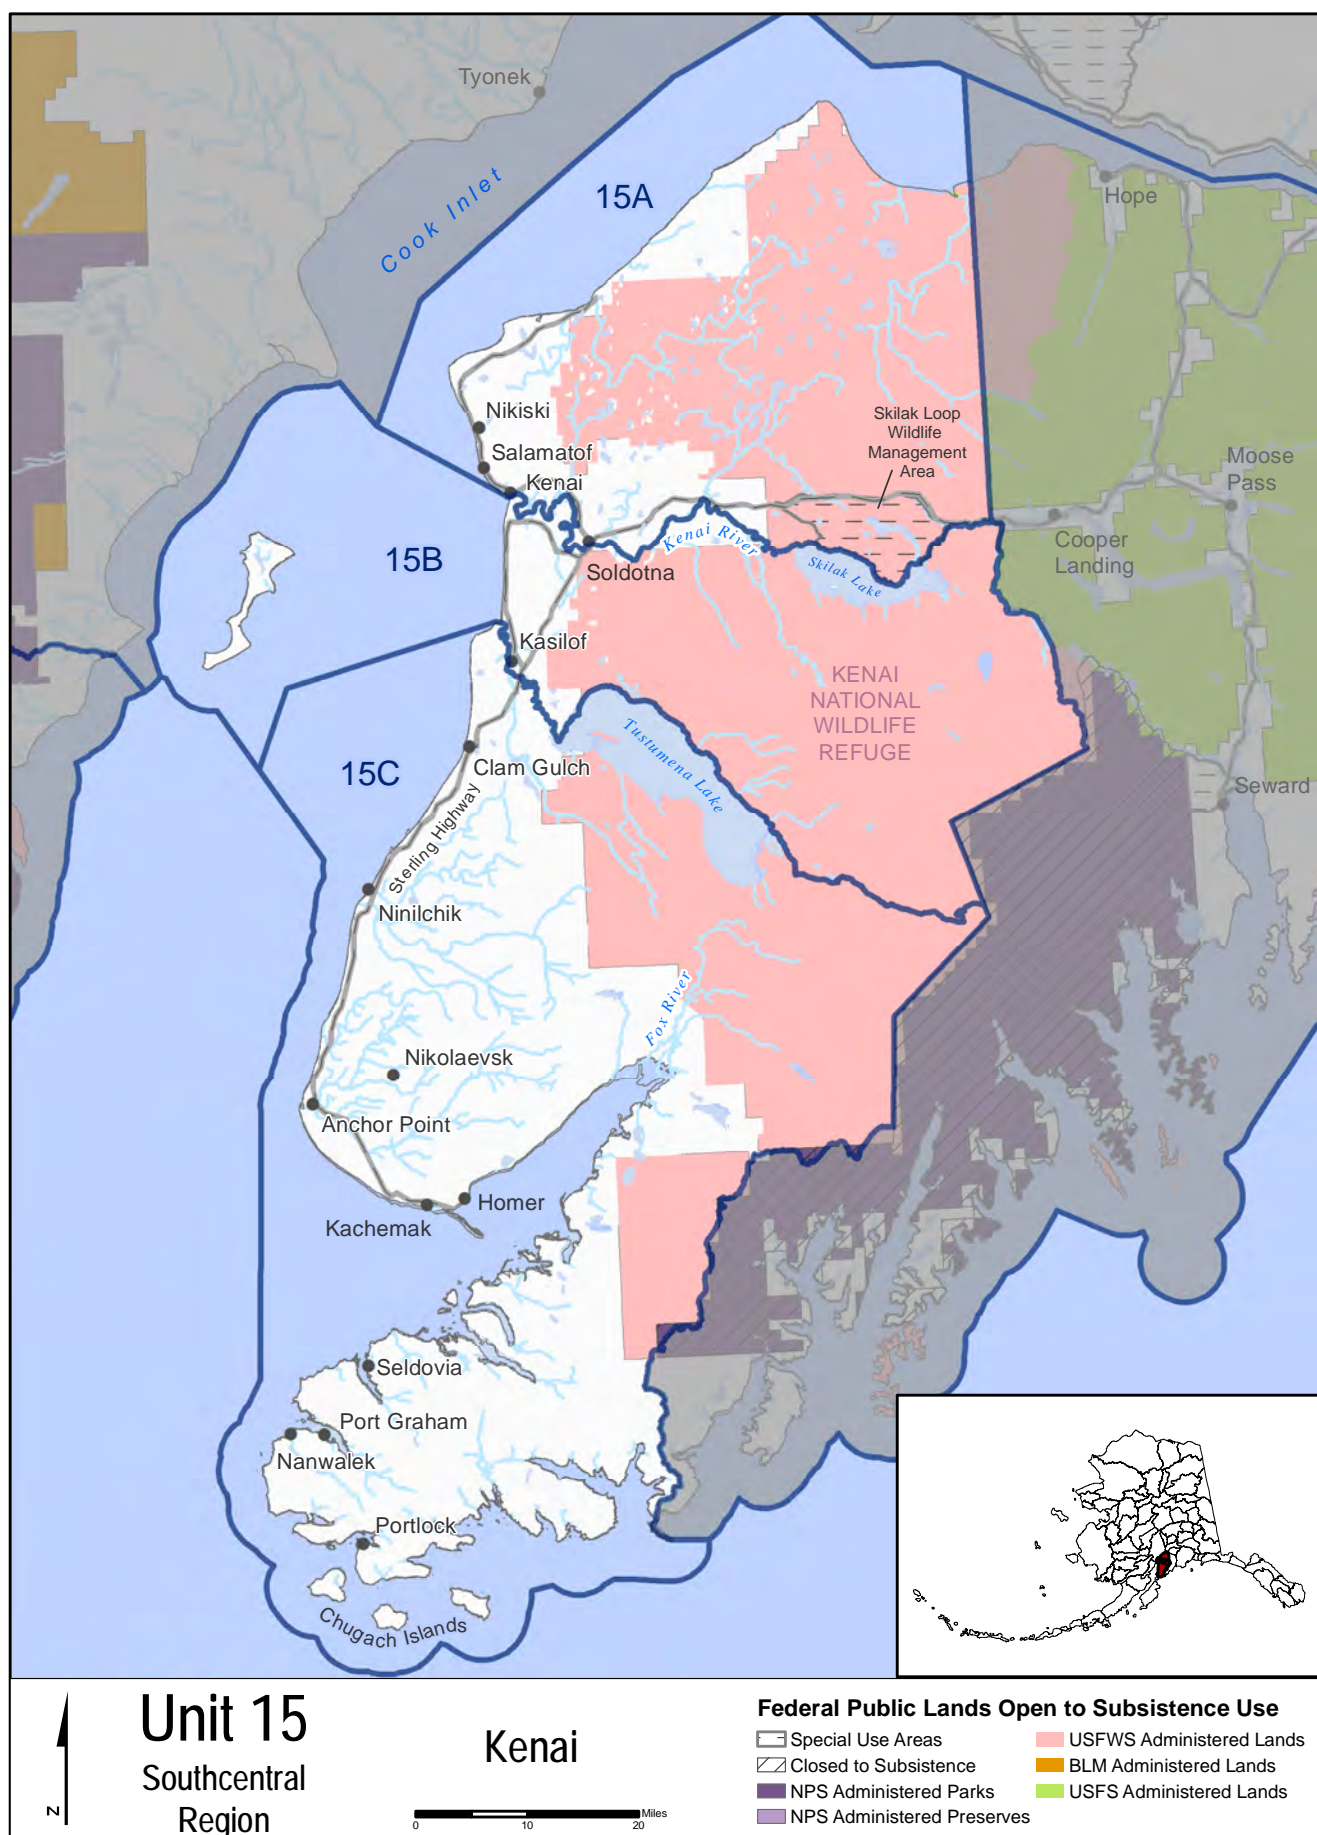 Tyonek
Cook Inlet
15A
Hope
Nikiski
Salamatof
Kenai
Skilak Loop
Wildlife
Management
Area
Moose
Pass
Cooper
Landing
15B
Kenai River
Skilak Lake
Soldotna
Kasilof
KENAI
NATIONAL
WILDLIFE
REFUGE
Tustumena Lake
15C
Clam Gulch
Seward
Sterling Highway
Ninilchik
Fox River
Nikolaevsk
Anchor Point
Homer
Kachemak
Seldovia
Port Graham
Nanwalek
Portlock
Chugach Islands
N
Unit 15
Southcentral
Region
Kenai
Miles
0 10 20
Federal Public Lands Open to Subsistence Use
Special Use Areas
Closed to Subsistence
NPS Administered Parks
NPS Administered Preserves
USFWS Administered Lands
BLM Administered Lands
USFS Administered Lands